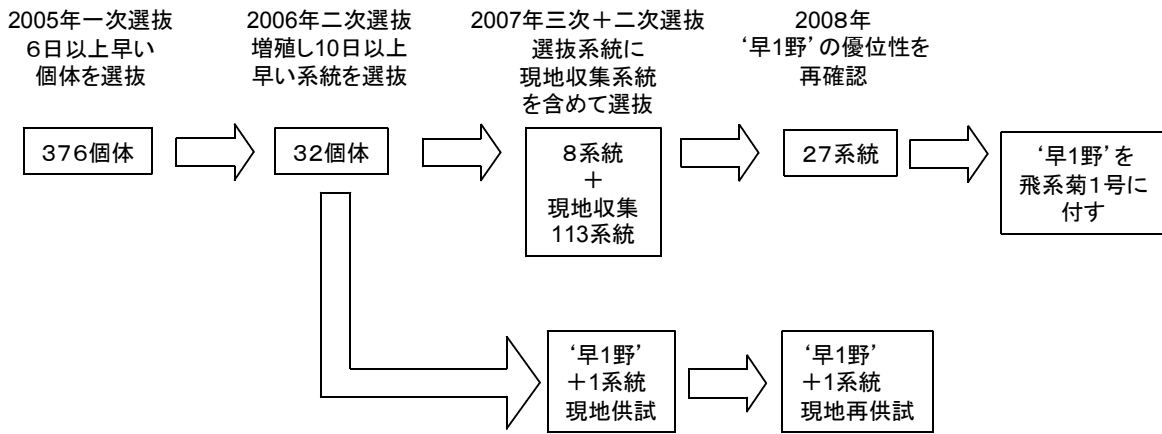 2005年一次選抜
６日以上早い
個体を選抜
2006年二次選抜
増殖し10日以上
早い系統を選抜
2007年三次＋二次選抜
選抜系統に
現地収集系統
を含めて選抜
2008年
‘早1野’の優位性を
再確認
376個体
32個体
8系統
＋
現地収集
113系統
27系統
‘早1野’を
飛系菊１号に
付す
‘早1野’
＋1系統
現地供試
‘早1野’
＋1系統
現地再供試